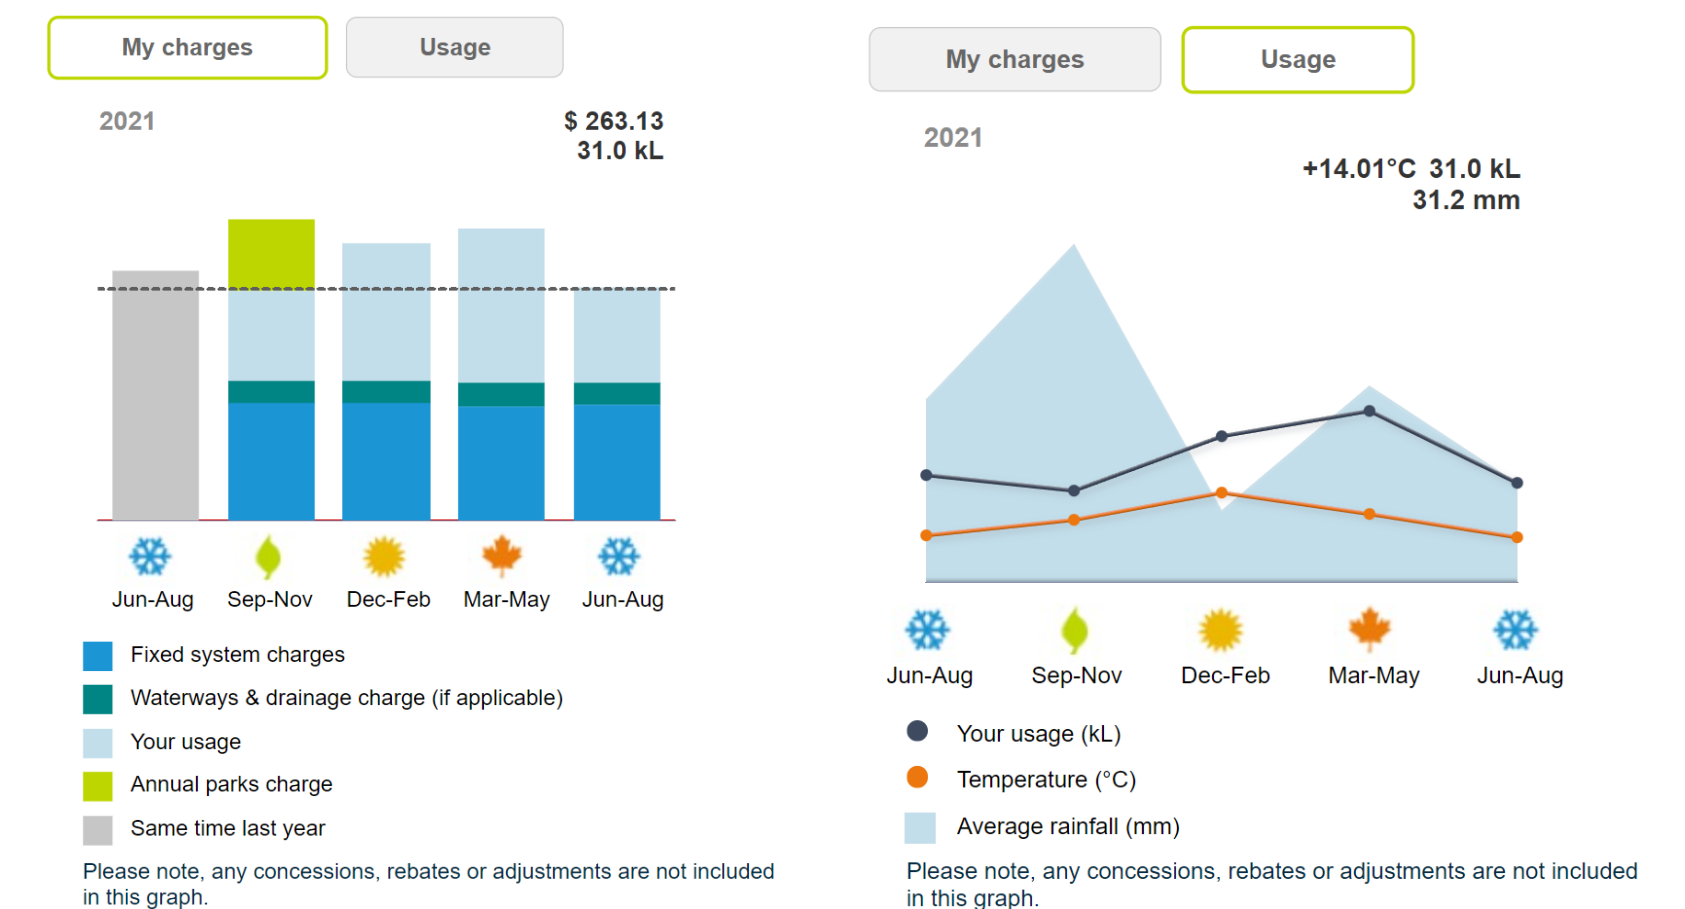 My charges
Usage
2021
$ 263.13
31.0 kL
Jun-Aug
Sep-Nov
Dec-Feb
Mar-May
Jun-Aug
Fixed system charges
Waterways & drainage charge (if applicable)
Your usage
Annual parks charge
Same time last year
Please note, any concessions, rebates or adjustments are not included
in this graph.
My charges
Usage
2021
+14.01°C 31.0 kL
31.2 mm
Jun-Aug
Sep-Nov
Dec-Feb
Mar-May
Jun-Aug
Your usage (kL)
Temperature (°C)
Average rainfall (mm)
Please note, any concessions, rebates or adjustments are not included
in this graph.